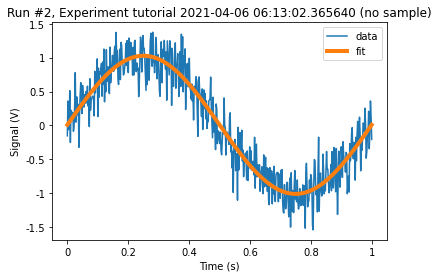 Run #2, Experiment tutorial 2021-04-06 06:13:02.365640 (no sample)
data
fit
Signal (V)
1.5
1
0.5
0
-0.5
-1
-1.5
0
0.2
0.4
0.6
0.8
1
Time (s)